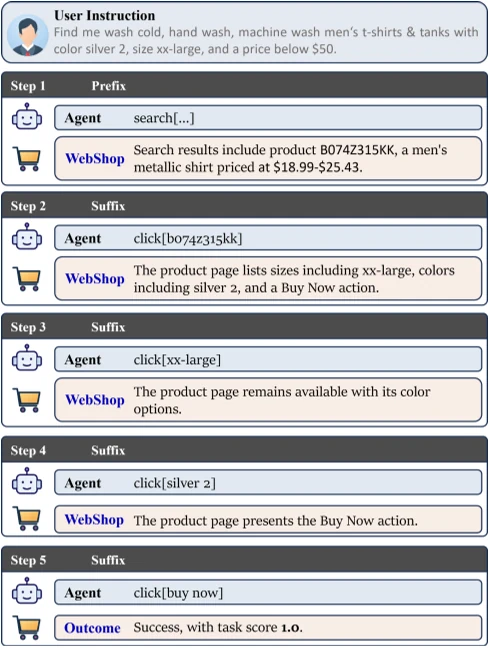 User Instruction
Find me wash cold, hand wash, machine wash men's t-shirts & tanks with
color silver 2, size xx-large, and a price below $50.
Step 1 Prefix
Agent search[...]
WebShop Search results include product B074Z315KK, a men's
metallic shirt priced at $18.99-$25.43.
Step 2 Suffix
Agent click[b074z315kk]
WebShop The product page lists sizes including xx-large, colors
including silver 2, and a Buy Now action.
Step 3 Suffix
Agent click[xx-large]
WebShop The product page remains available with its color
options.
Step 4 Suffix
Agent click[silver 2]
WebShop The product page presents the Buy Now action.
Step 5 Suffix
Agent click[buy now]
Outcome Success, with task score 1.0.